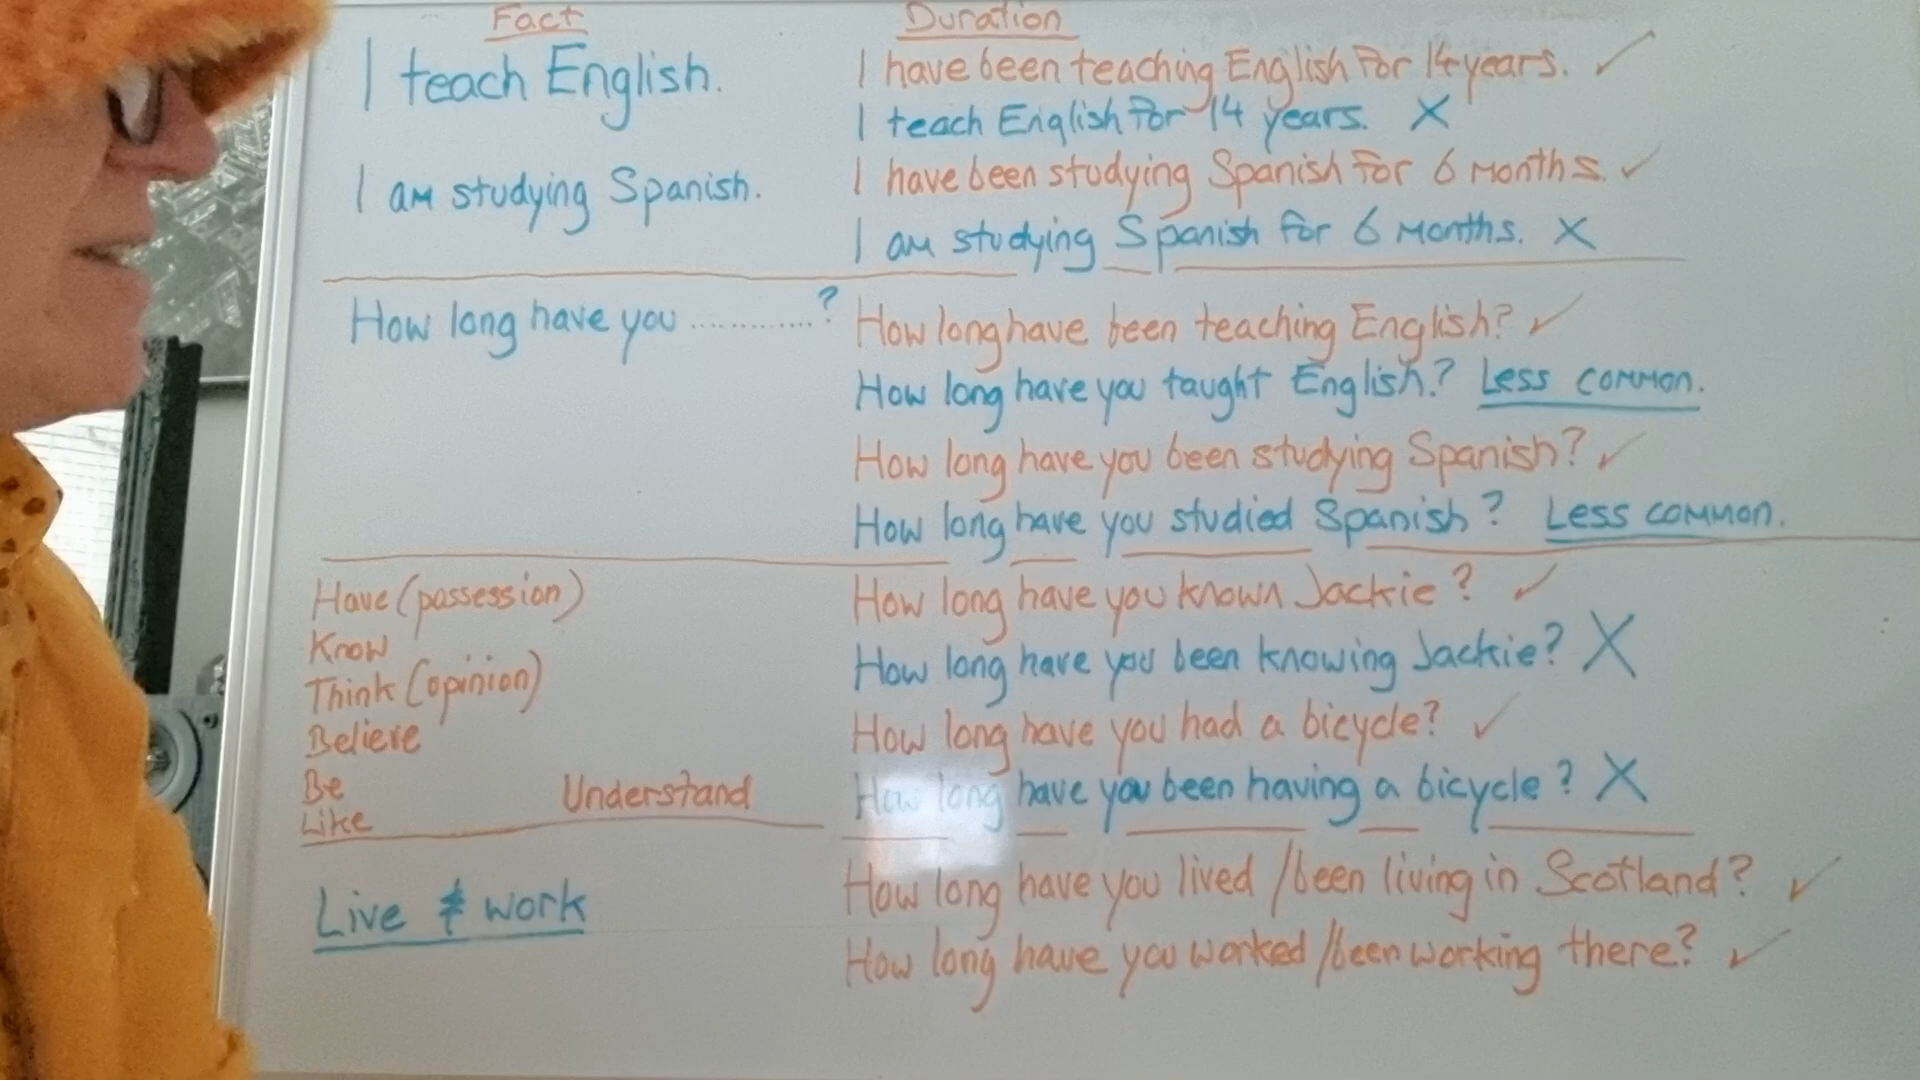 Fact
I teach English.
I am studying Spanish.
Duration
I have been teaching English for 14 years. ✓
I teach English for 14 years. X
I have been studying Spanish for 6 months. ✓
I am studying Spanish for 6 months. X
How long have you .............?
How long have been teaching English? ✓
How long have you taught English? Less common.
How long have you been studying Spanish? ✓
How long have you studied Spanish? Less common.
Have (possession)
Know
Think (opinion)
Believe
Be
Understand
Like
How long have you known Jackie? ✓
How long have you been knowing Jackie? X
How long have you had a bicycle? ✓
How long have you been having a bicycle? X
Live & work
How long have you lived /been living in Scotland? ✓
How long have you worked /been working there? ✓